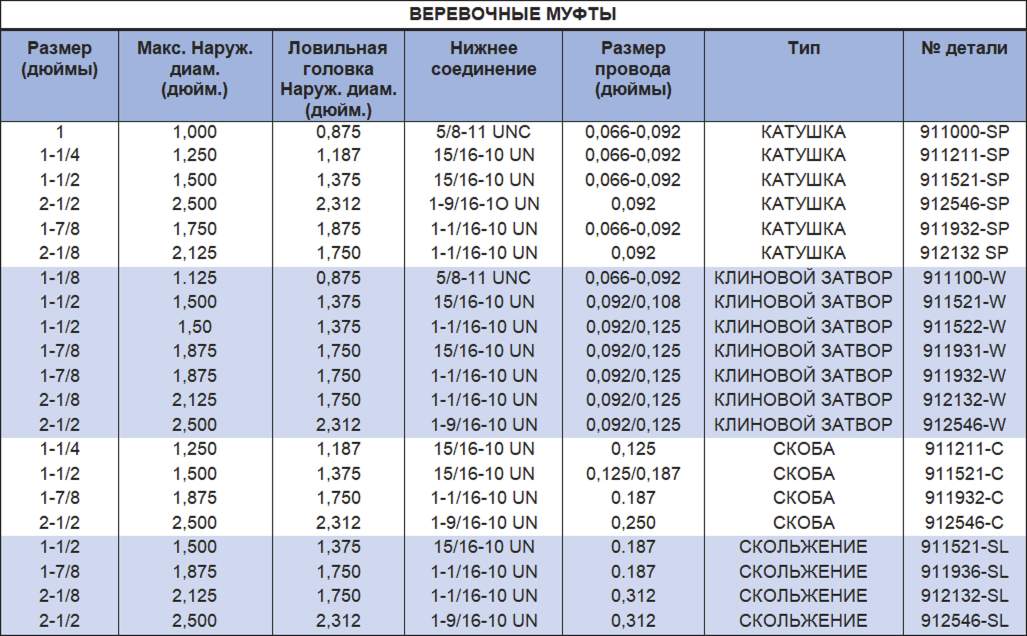 ВЕРЕВОЧНЫЕ МУФТЫ
Размер (дюймы) Макс. Наруж. диам. (дюйм.) Ловильная головка Наруж. диам. (дюйм.) Нижнее соединение Размер провода (дюймы) Тип № детали
1 1,000 0,875 5/8-11 UNC 0,066-0,092 КАТУШКА 911000-SP
1-1/4 1,250 1,187 15/16-10 UN 0,066-0,092 КАТУШКА 911211-SP
1-1/2 1,500 1,375 15/16-10 UN 0,066-0,092 КАТУШКА 911521-SP
2-1/2 2,500 2,312 1-9/16-1O UN 0,092 КАТУШКА 912546-SP
1-7/8 1,750 1,875 1-1/16-10 UN 0,066-0,092 КАТУШКА 911932-SP
2-1/8 2,125 1,750 1-1/16-10 UN 0,092 КАТУШКА 912132 SP
1-1/8 1.125 0,875 5/8-11 UNC 0,066-0,092 КЛИНОВОЙ ЗАТВОР 911100-W
1-1/2 1,500 1,375 15/16-10 UN 0,092/0,108 КЛИНОВОЙ ЗАТВОР 911521-W
1-1/2 1,50 1,375 1-1/16-10 UN 0,092/0,125 КЛИНОВОЙ ЗАТВОР 911522-W
1-7/8 1,875 1,750 15/16-10 UN 0,092/0,125 КЛИНОВОЙ ЗАТВОР 911931-W
1-7/8 1,875 1,750 1-1/16-10 UN 0,092/0,125 КЛИНОВОЙ ЗАТВОР 911932-W
2-1/8 2,125 1,750 1-1/16-10 UN 0,092/0,125 КЛИНОВОЙ ЗАТВОР 912132-W
2-1/2 2,500 2,312 1-9/16-10 UN 0,092/0,125 КЛИНОВОЙ ЗАТВОР 912546-W
1-1/4 1,250 1,187 15/16-10 UN 0,125 СКОБА 911211-C
1-1/2 1,500 1,375 15/16-10 UN 0,125/0,187 СКОБА 911521-C
1-7/8 1,875 1,750 1-1/16-10 UN 0.187 СКОБА 911932-C
2-1/2 2,500 2,312 1-9/16-10 UN 0,250 СКОБА 912546-C
1-1/2 1,500 1,375 15/16-10 UN 0.187 СКОЛЬЖЕНИЕ 911521-SL
1-7/8 1,875 1,750 1-1/16-10 UN 0.187 СКОЛЬЖЕНИЕ 911936-SL
2-1/8 2,125 1,750 1-1/16-10 UN 0,312 СКОЛЬЖЕНИЕ 912132-SL
2-1/2 2,500 2,312 1-9/16-10 UN 0,312 СКОЛЬЖЕНИЕ 912546-SL